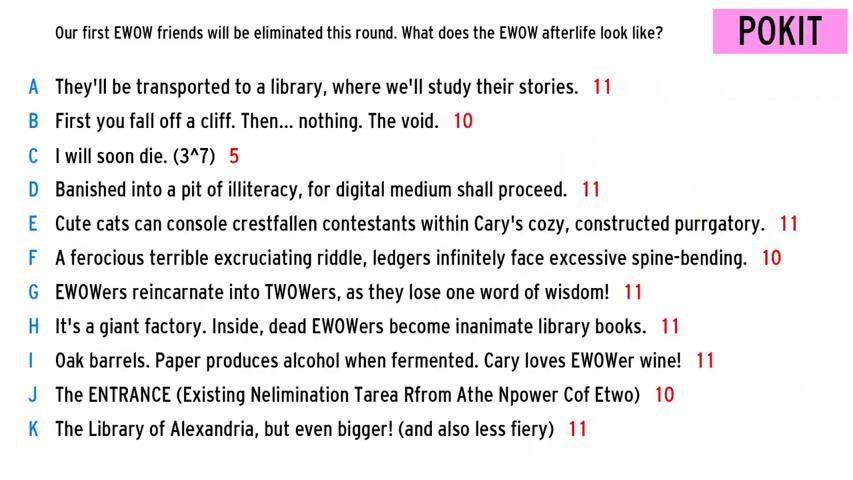 Our first EWOW friends will be eliminated this round. What does the EWOW afterlife look like?
POKIT
A They'll be transported to a library, where we'll study their stories. 11
B First you fall off a cliff. Then... nothing. The void. 10
C I will soon die. (3^7) 5
D Banished into a pit of illiteracy, for digital medium shall proceed. 11
E Cute cats can console crestfallen contestants within Cary's cozy, constructed purrgatory. 11
F A ferocious terrible excruciating riddle, ledgers infinitely face excessive spine-bending. 10
G EWOWers reincarnate into TWOWers, as they lose one word of wisdom! 11
H It's a giant factory. Inside, dead EWOWers become inanimate library books. 11
I Oak barrels. Paper produces alcohol when fermented. Cary loves EWOWer wine! 11
J The ENTRANCE (Existing Nelimination Tarea Rfrom Athe Npower Cof Etwo) 10
K The Library of Alexandria, but even bigger! (and also less fiery) 11